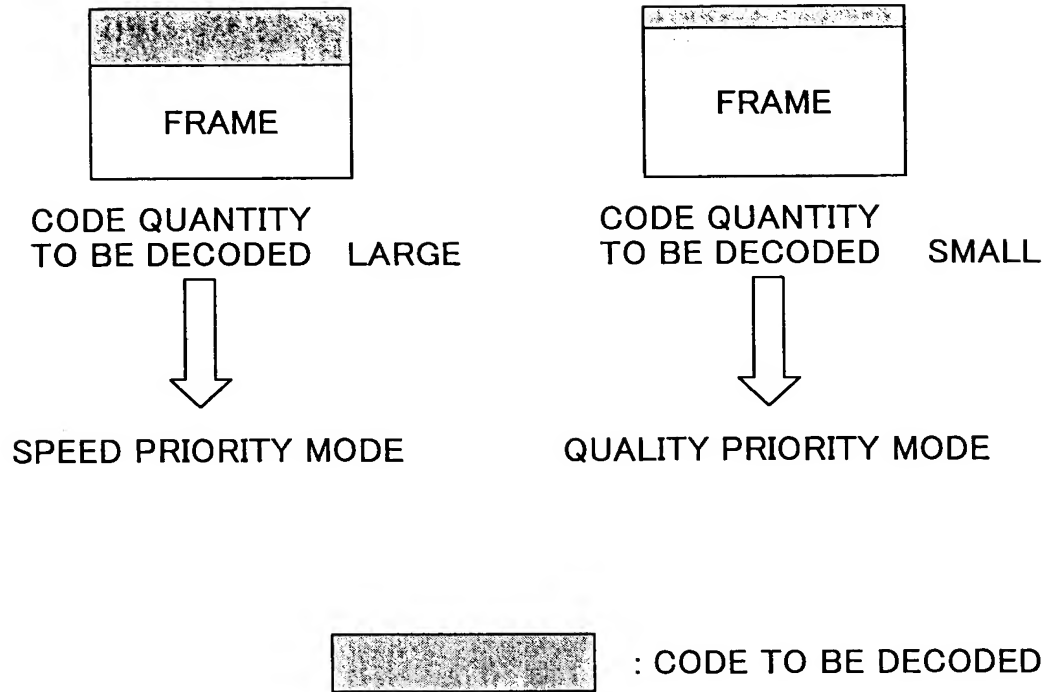 FRAME
CODE QUANTITY
TO BE DECODED LARGE
SPEED PRIORITY MODE
FRAME
CODE QUANTITY
TO BE DECODED SMALL
QUALITY PRIORITY MODE
: CODE TO BE DECODED